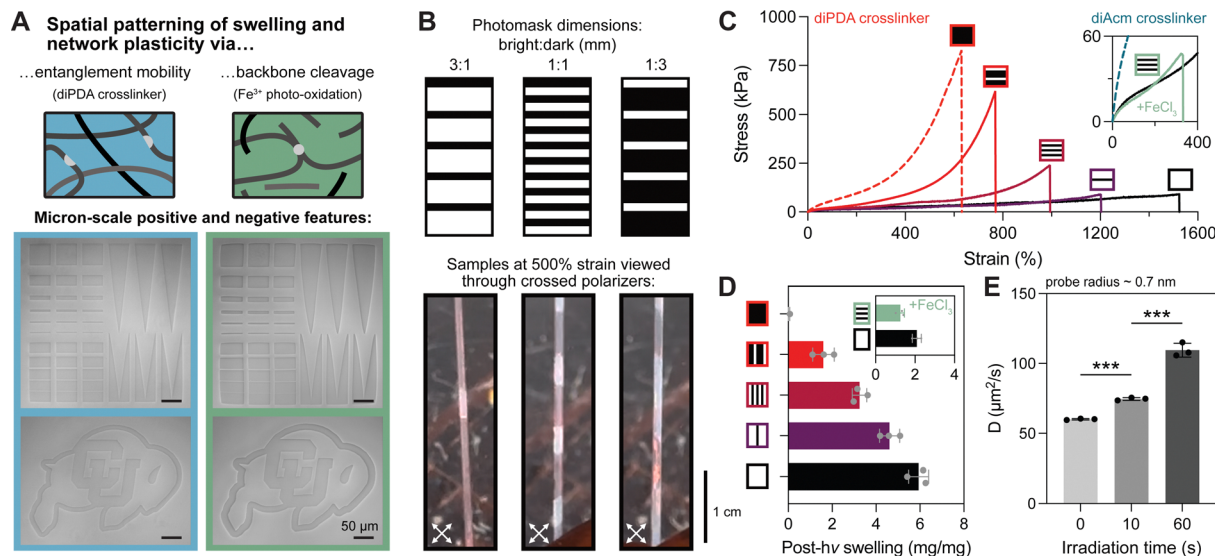 A
Spatial patterning of swelling and
network plasticity via…
…entanglement mobility
(diPDA crosslinker)
…backbone cleavage
(Fe³⁺ photo-oxidation)
Micron-scale positive and negative features:
CU
CU
50 µm
B
Photomask dimensions:
bright:dark (mm)
3:1
1:1
1:3
Samples at 500% strain viewed
through crossed polarizers:
1 cm
C
diPDA crosslinker
diAcm crosslinker
Stress (kPa)
1000
750
500
250
0
0
400
800
1200
1600
Strain (%)
60
0
0
200
400
+FeCl₃
D
+FeCl₃
0
2
4
0
2
4
6
8
Post-hν swelling (mg/mg)
E
probe radius ~ 0.7 nm
D (µm²/s)
150
100
50
0
***
***
0
10
60
Irradiation time (s)